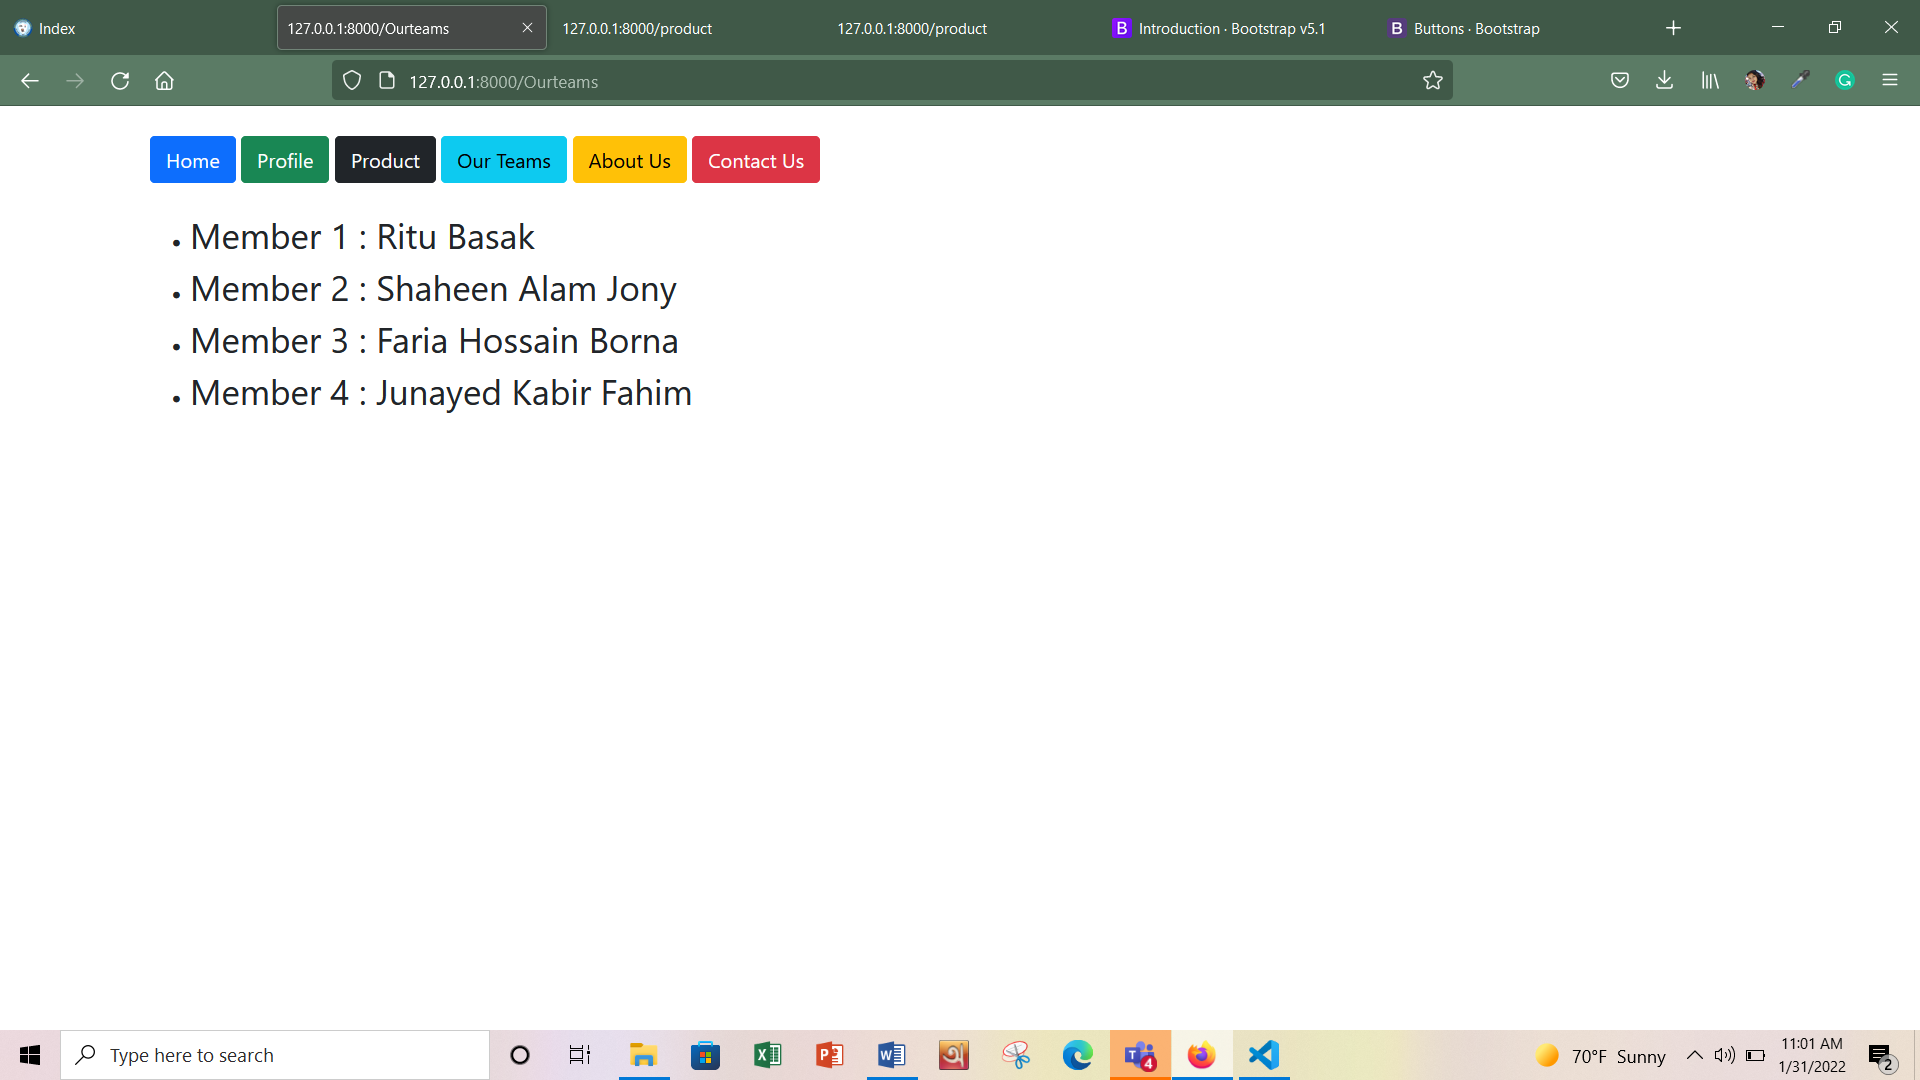 Index
127.0.0.1:8000/Ourteams
127.0.0.1:8000/product
127.0.0.1:8000/product
B Introduction · Bootstrap v5.1
B Buttons · Bootstrap
127.0.0.1:8000/Ourteams
Home Profile Product Our Teams About Us Contact Us
• Member 1 : Ritu Basak
• Member 2 : Shaheen Alam Jony
• Member 3 : Faria Hossain Borna
• Member 4 : Junayed Kabir Fahim
Type here to search
4
70°F Sunny
11:01 AM
1/31/2022
2